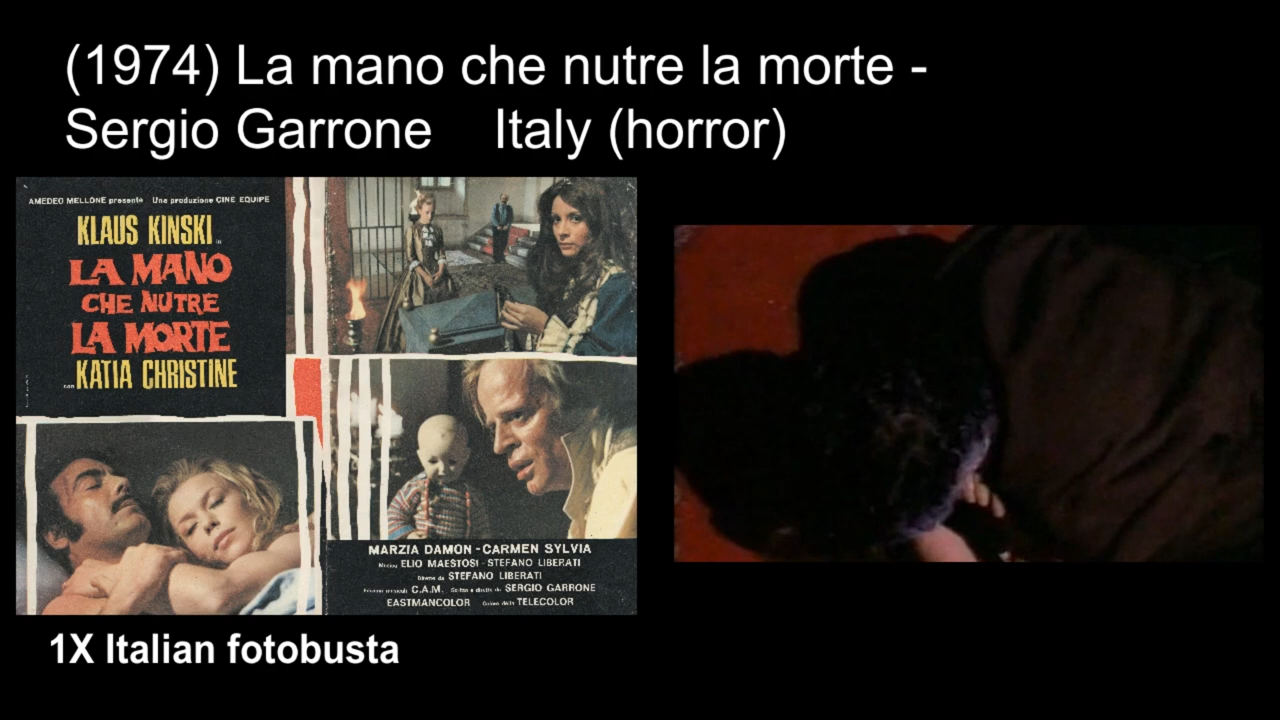 (1974) La mano che nutre la morte -
Sergio Garrone Italy (horror)
AMEDEO MELLONE presenta Una produzione CINE EQUIPE
KLAUS KINSKI in
LA MANO
CHE NUTRE
LA MORTE
con KATIA CHRISTINE
MARZIA DAMON - CARMEN SYLVIA
ELIO MAESTOSI - STEFANO LIBERATI
STEFANO LIBERATI
C.A.M. SERGIO GARRONE
EASTMANCOLOR TELECOLOR
1X Italian fotobusta